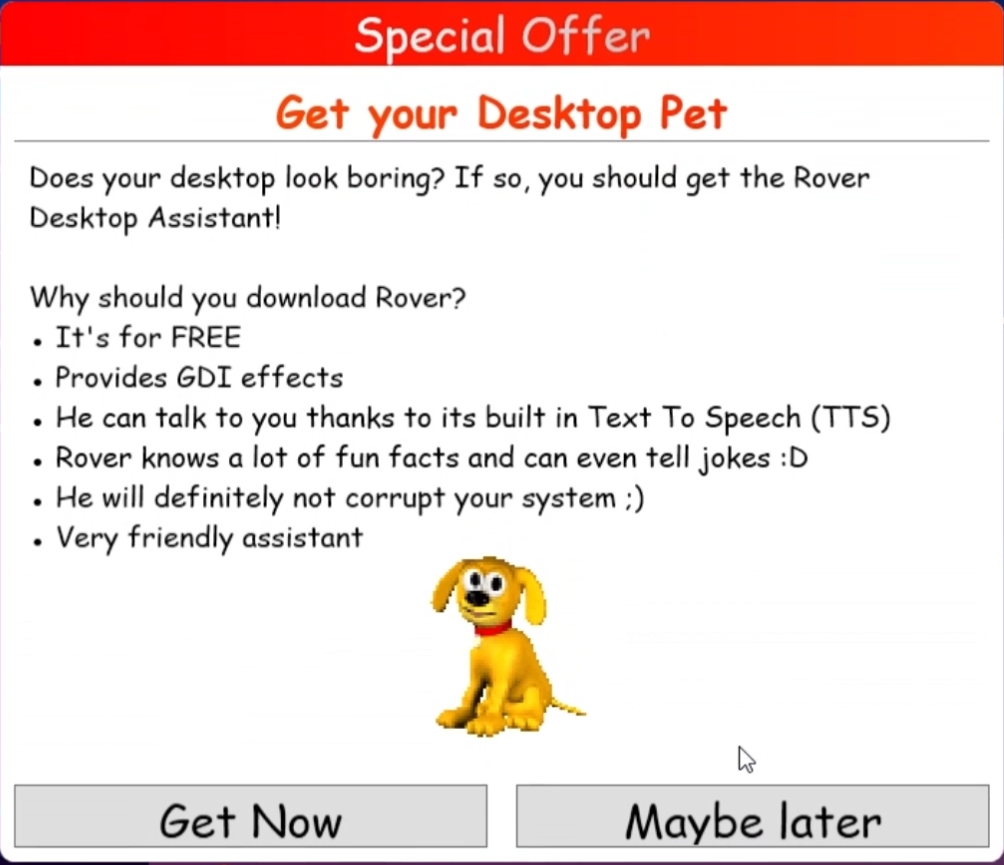 Special Offer
Get your Desktop Pet
Does your desktop look boring? If so, you should get the Rover
Desktop Assistant!
Why should you download Rover?
• It's for FREE
• Provides GDI effects
• He can talk to you thanks to its built in Text To Speech (TTS)
• Rover knows a lot of fun facts and can even tell jokes :D
• He will definitely not corrupt your system ;)
• Very friendly assistant
Get Now
Maybe later